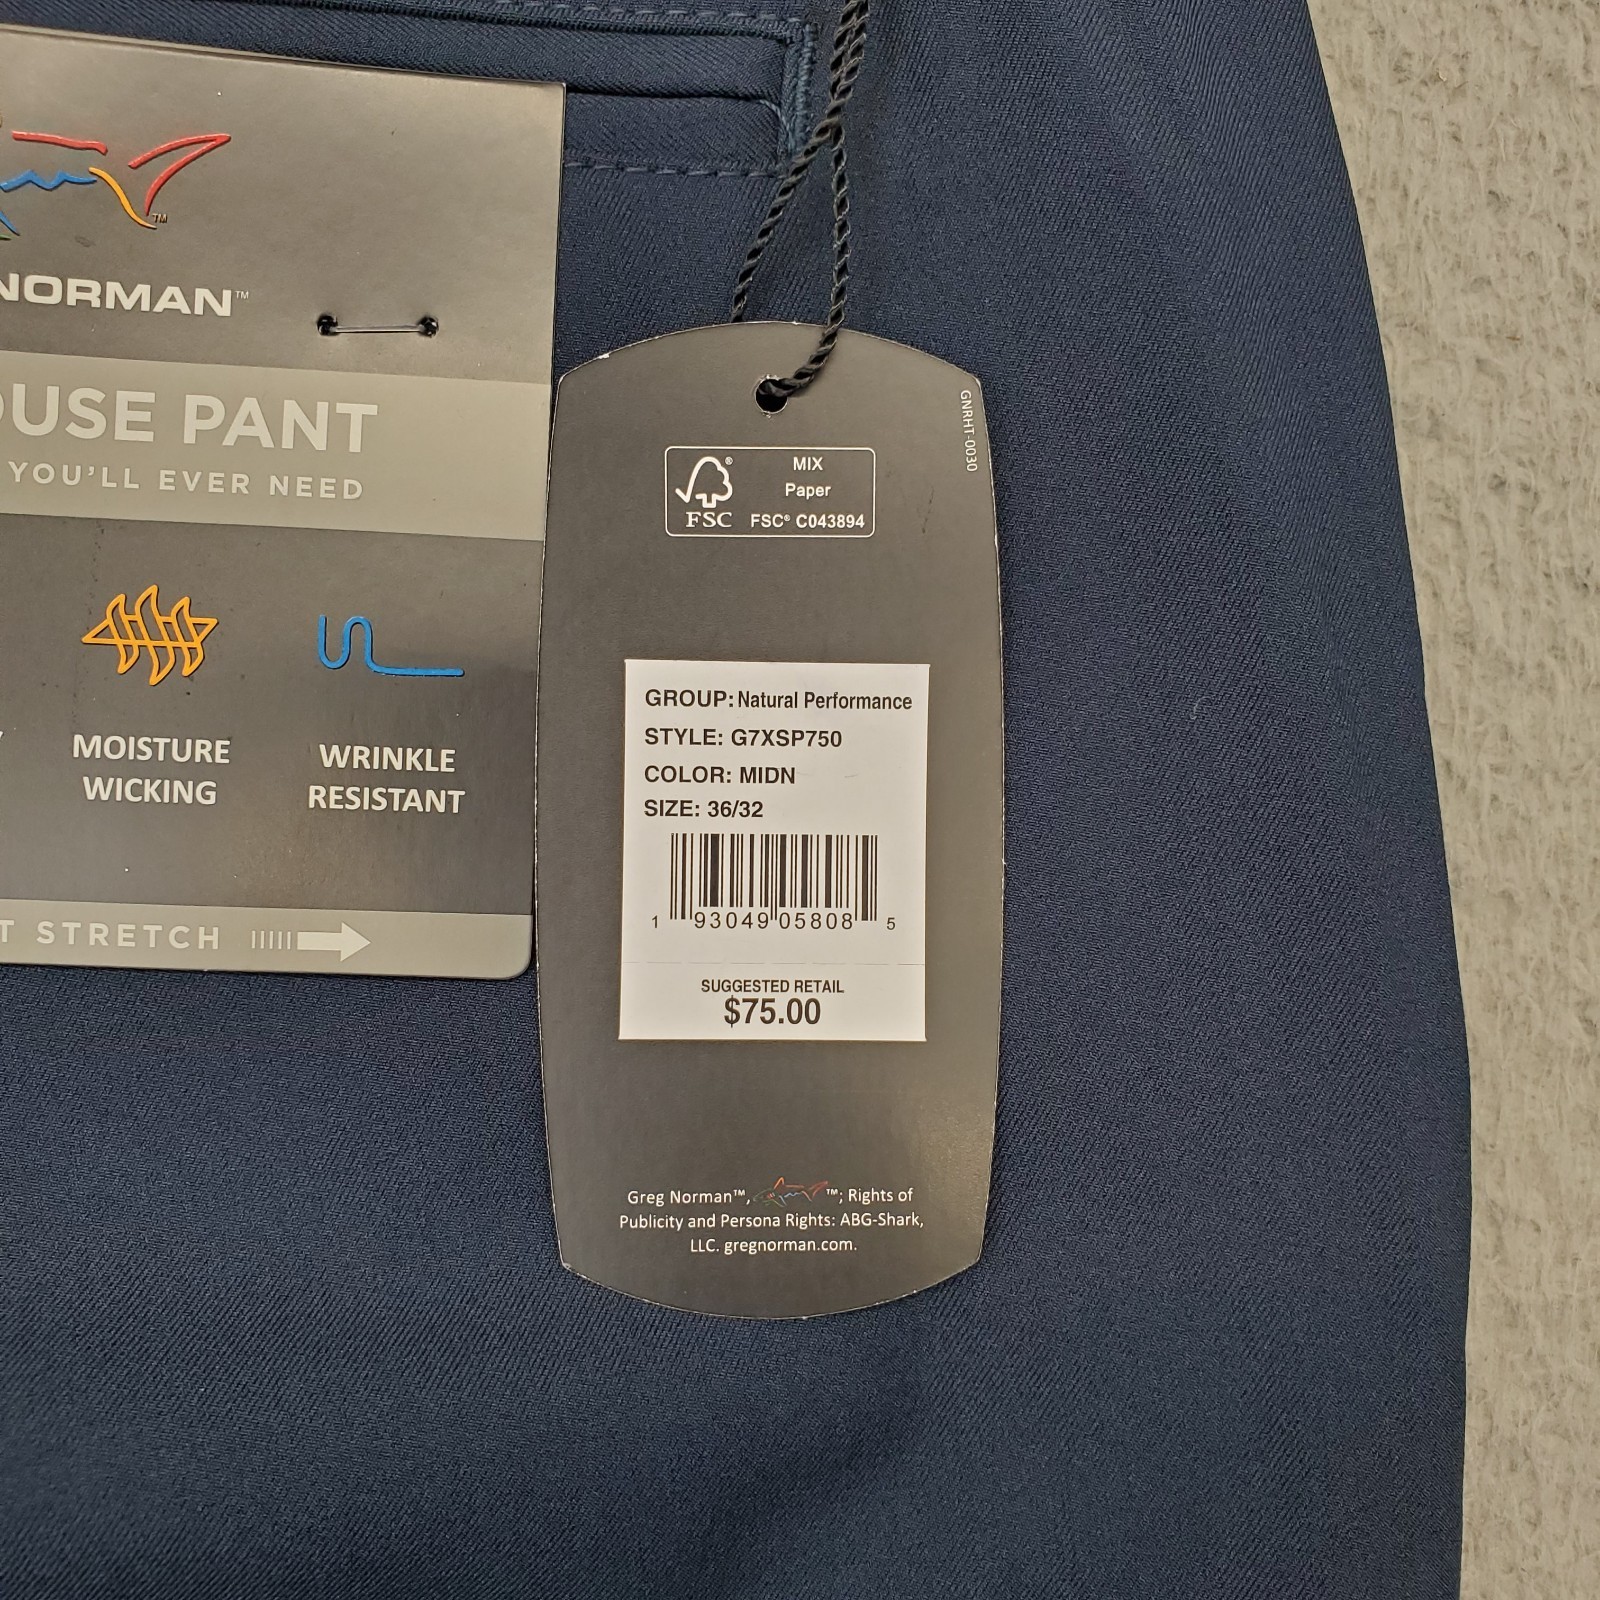 ™
NORMAN™
USE PANT
YOU'LL EVER NEED
MOISTURE
WICKING
WRINKLE
RESISTANT
STRETCH
GNRHT-0030
FSC®
MIX
Paper
FSC® C043894
GROUP: Natural Performance
STYLE: G7XSP750
COLOR: MIDN
SIZE: 36/32
1 93049 05808 5
SUGGESTED RETAIL
$75.00
Greg Norman™, ™; Rights of
Publicity and Persona Rights: ABG-Shark,
LLC. gregnorman.com.